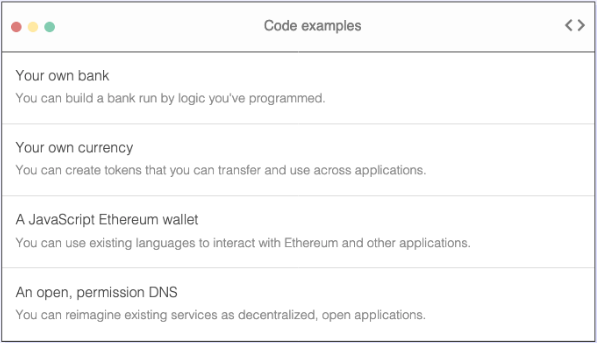 Code examples
Your own bank
You can build a bank run by logic you've programmed.
Your own currency
You can create tokens that you can transfer and use across applications.
A JavaScript Ethereum wallet
You can use existing languages to interact with Ethereum and other applications.
An open, permission DNS
You can reimagine existing services as decentralized, open applications.